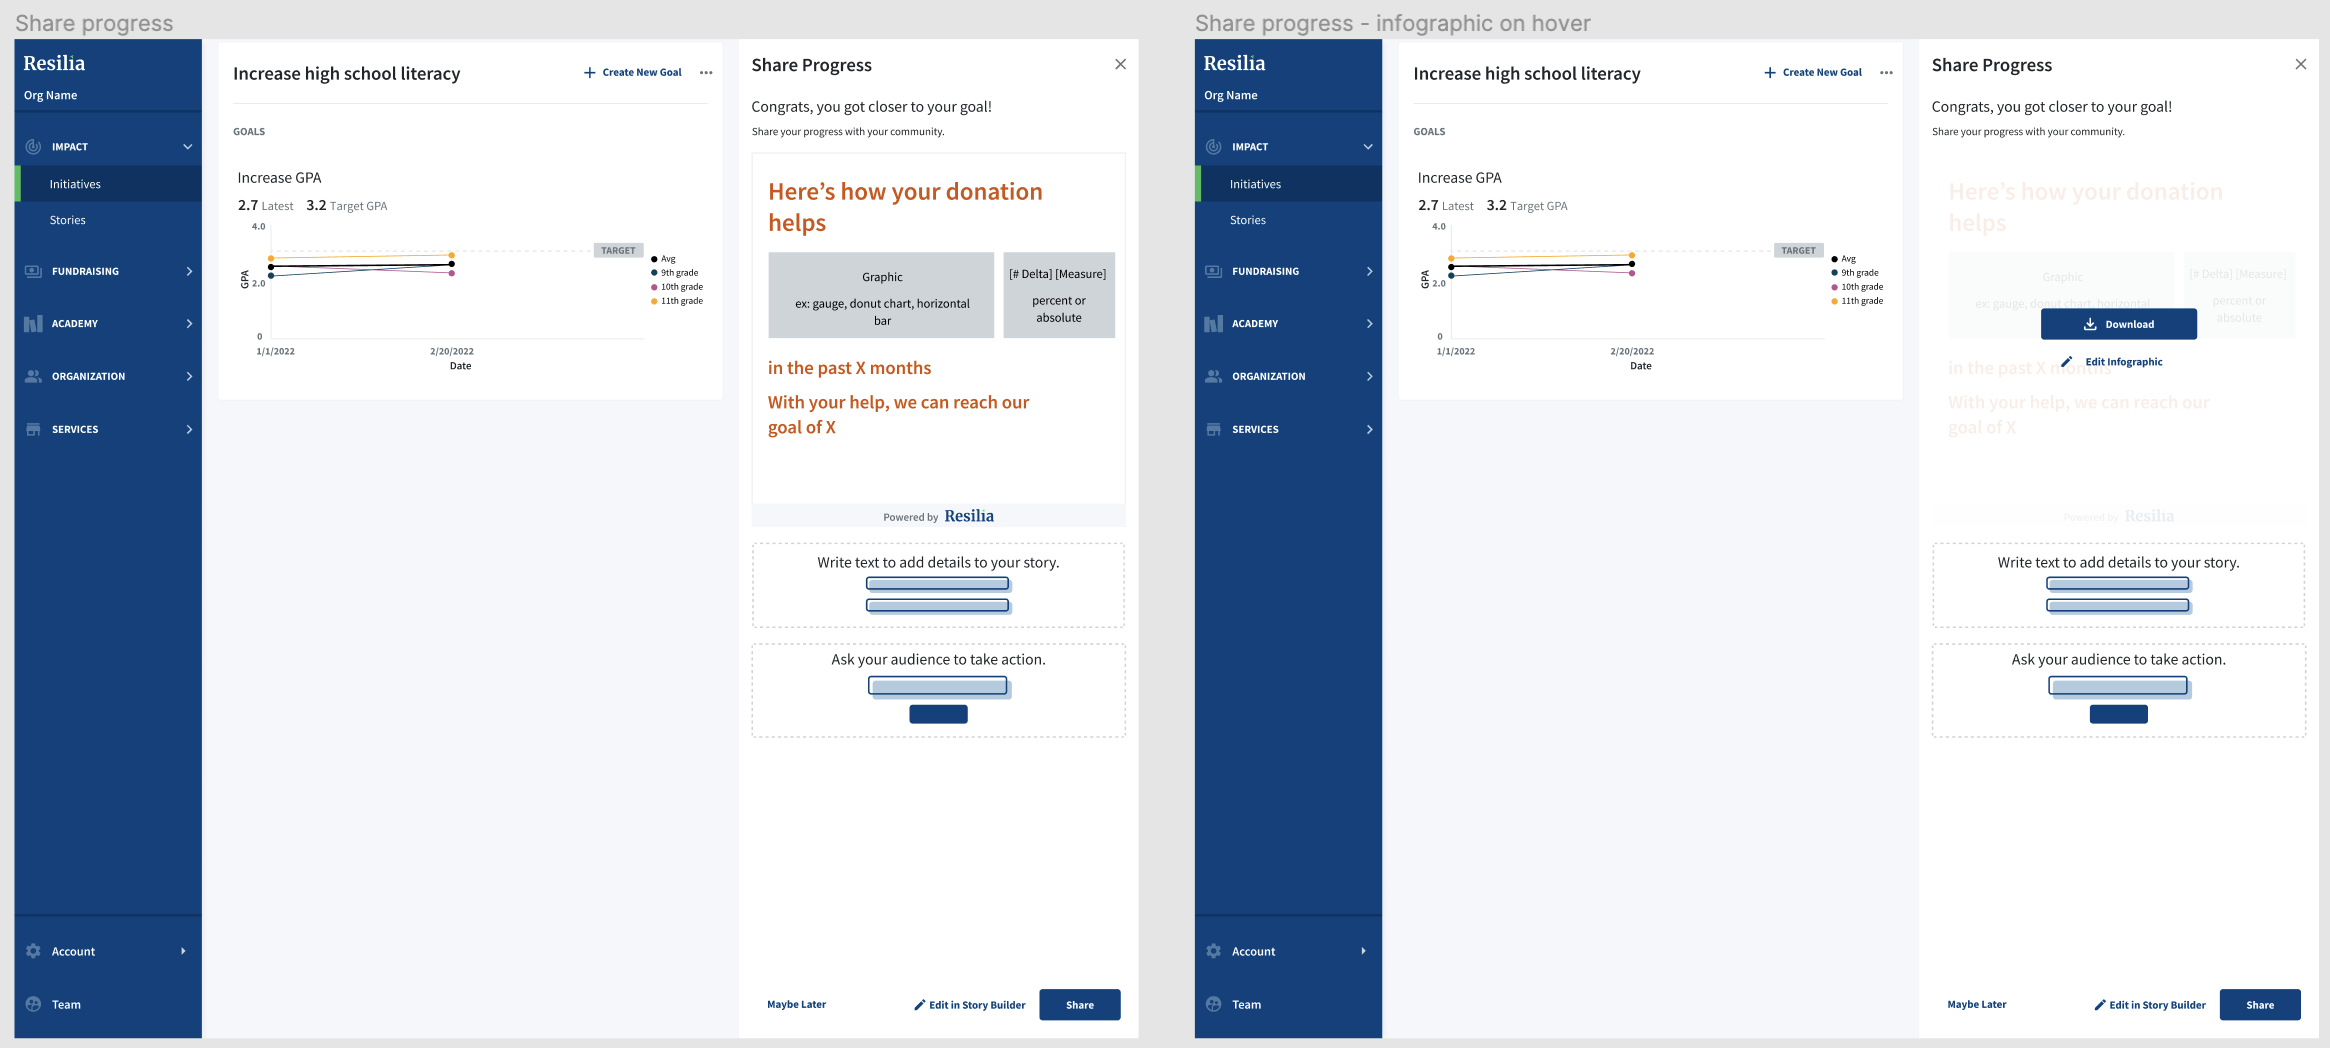 Share progress
Resilia
Org Name
IMPACT
Initiatives
Stories
FUNDRAISING
ACADEMY
ORGANIZATION
SERVICES
Account
Team
Increase high school literacy
Create New Goal
GOALS
Increase GPA
2.7 Latest 3.2 Target GPA
4.0
TARGET
GPA
2.0
0
1/1/2022
2/20/2022
Date
Avg
9th grade
10th grade
11th grade
Share Progress
Congrats, you got closer to your goal!
Share your progress with your community.
Here's how your donation
helps
Graphic
ex: gauge, donut chart, horizontal
bar
[# Delta] [Measure]
percent or
absolute
in the past X months
With your help, we can reach our
goal of X
Powered by Resilia
Write text to add details to your story.
Ask your audience to take action.
Maybe Later
Edit in Story Builder
Share
Share progress - infographic on hover
Resilia
Org Name
IMPACT
Initiatives
Stories
FUNDRAISING
ACADEMY
ORGANIZATION
SERVICES
Account
Team
Increase high school literacy
Create New Goal
GOALS
Increase GPA
2.7 Latest 3.2 Target GPA
4.0
TARGET
GPA
2.0
0
1/1/2022
2/20/2022
Date
Avg
9th grade
10th grade
11th grade
Share Progress
Congrats, you got closer to your goal!
Share your progress with your community.
Here's how your donation
helps
Graphic
ex: gauge, donut chart, horizontal
[# Delta] [Measure]
percent or
absolute
Download
Edit Infographic
in the past X months
With your help, we can reach our
goal of X
Powered by Resilia
Write text to add details to your story.
Ask your audience to take action.
Maybe Later
Edit in Story Builder
Share